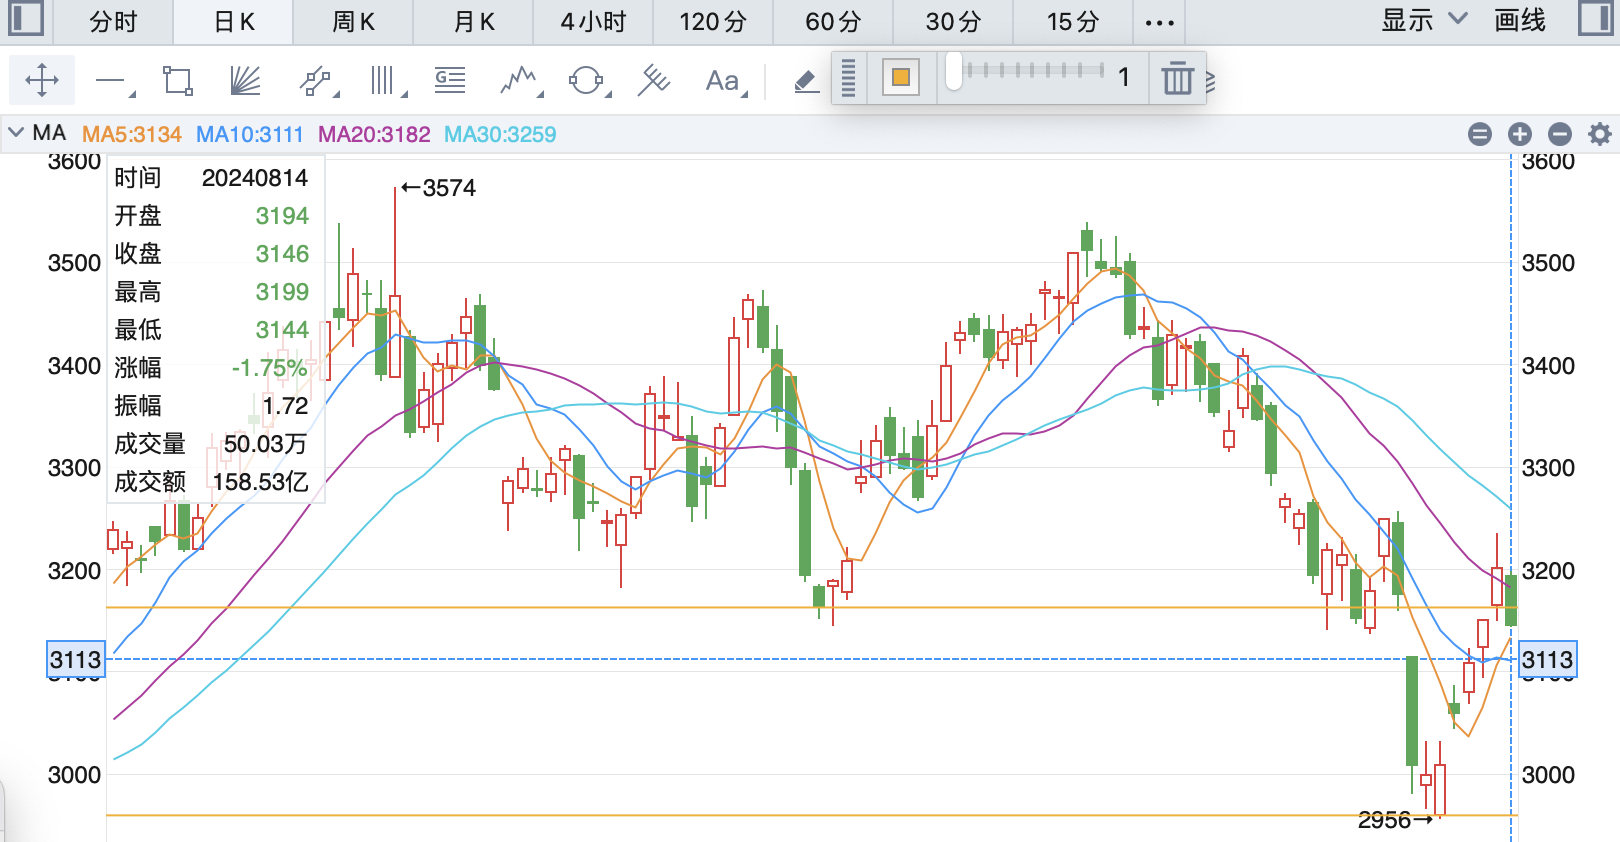 分时 日K 周K 月K 4小时 120分 60分 30分 15分 ••• 显示 画线
G Aa 1
MA MA5:3134 MA10:3111 MA20:3182 MA30:3259
3600 3600
时间 20240814
←3574
开盘 3194
收盘 3146
3500 3500
最高 3199
最低 3144
涨幅 -1.75%
3400 3400
振幅 1.72
成交量 50.03万
3300 3300
成交额 158.53亿
3200 3200
3113 3113
3000 3000
2956→